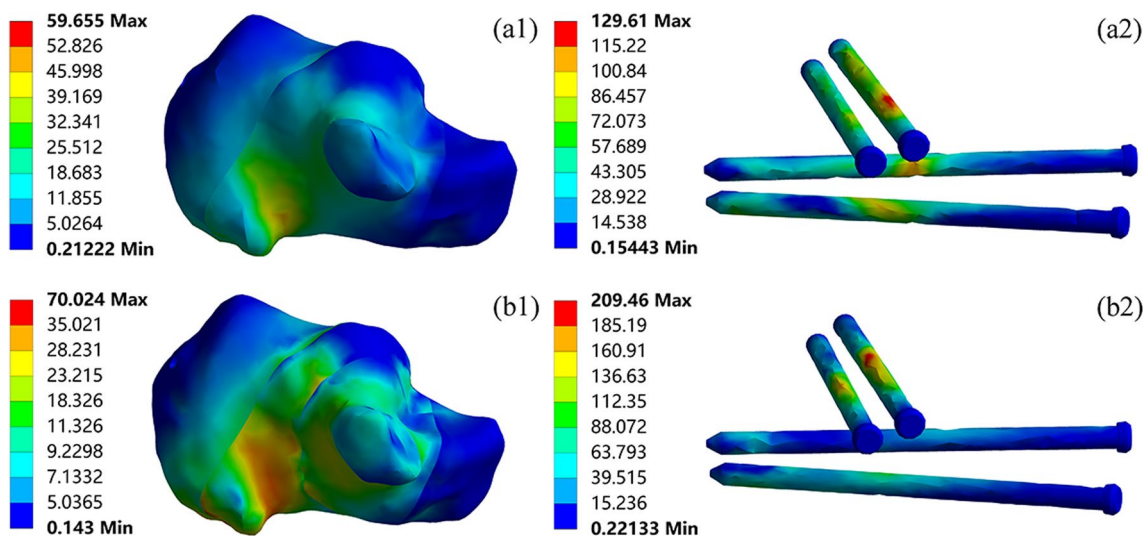 59.655 Max
52.826
45.998
39.169
32.341
25.512
18.683
11.855
5.0264
0.21222 Min
(a1)
129.61 Max
115.22
100.84
86.457
72.073
57.689
43.305
28.922
14.538
0.15443 Min
(a2)
70.024 Max
35.021
28.231
23.215
18.326
11.326
9.2298
7.1332
5.0365
0.143 Min
(b1)
209.46 Max
185.19
160.91
136.63
112.35
88.072
63.793
39.515
15.236
0.22133 Min
(b2)